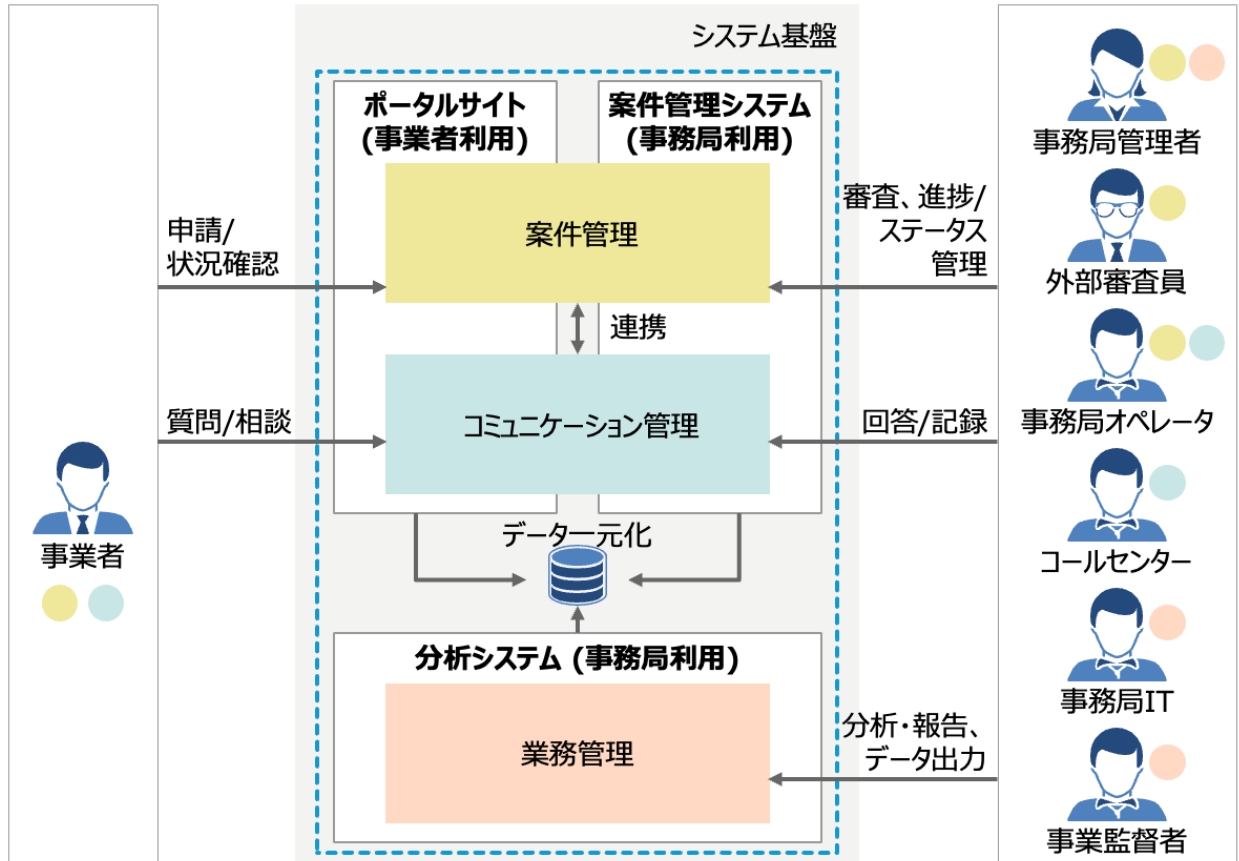 システム基盤
ポータルサイト
(事業者利用)
案件管理システム
(事務局利用)
案件管理
申請/
状況確認
審査、進捗/
ステータス
管理
連携
コミュニケーション管理
質問/相談
回答/記録
データ一元化
分析システム (事務局利用)
業務管理
分析・報告、
データ出力
事業者
事務局管理者
外部審査員
事務局オペレータ
コールセンター
事務局IT
事業監督者